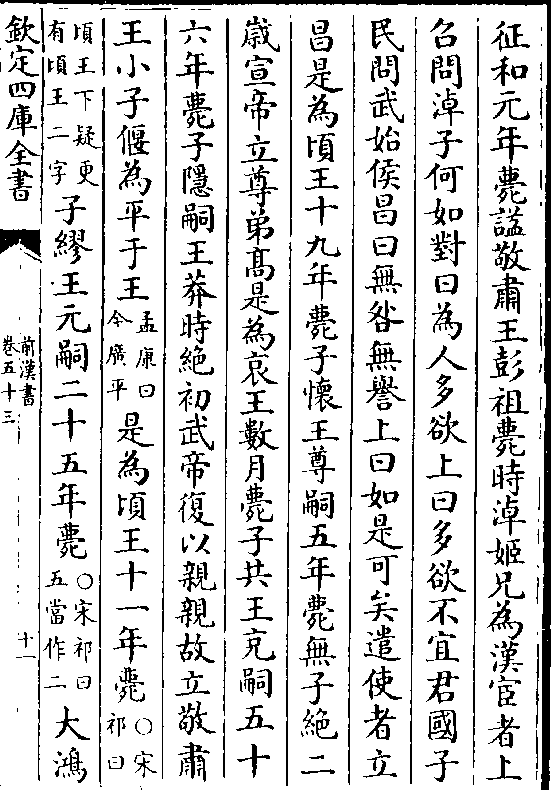 征和元年薨謚敬肅王彭祖薨時淖姬兄為漢宦者上
召問淖子何如對曰為人多欲上曰多欲不宜君國子
民問武始侯昌曰無咎無譽上曰如是可矣遣使者立
昌是為頃王十九年薨子懷王尊嗣五年薨無子絶二
嵗宣帝立尊弟髙是為哀王數月薨子共王充嗣五十
六年薨子隱嗣王莽時絶初武帝復以親親故立敬肅
王小子偃為平于王孟康曰今廣平是為頃王十一年薨○宋祁曰
頃王下疑更有頃王二字子繆王元嗣二十五年薨○宋祁曰五當作二大鴻
欽定四庫全書
前漢書
卷五十三
十一